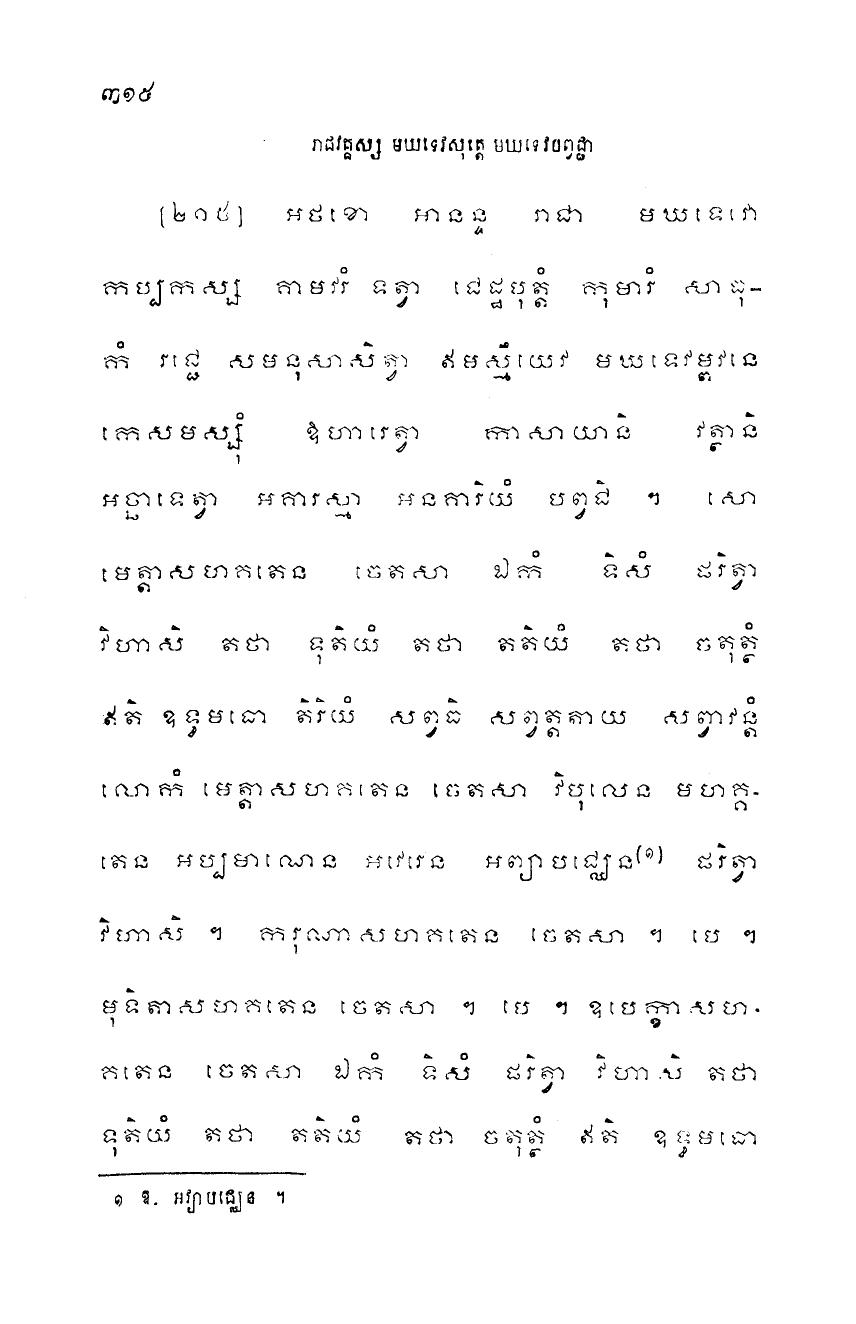 ៣១៥
រាជវគ្គស្ស មឃទេវសុត្តេ មឃទេវបព្វជ្ជា
[២១៥] អថខោ អានន្ទ រាជា មឃទេវោ
កប្បកស្ស គាមវរំ ទត្វា ជេដ្ឋបុត្តំ កុមារំ សាធុ-
កំ រជ្ជេ សមនុសាសិត្វា ឥមស្មឹយេវ មឃទេវម្ពវនេ
កេសមស្សុំ ឱហារេត្វា កាសាយានិ វត្ថានិ
អច្ឆាទេត្វា អគារស្មា អនគារិយំ បព្វជិ ។ សោ
មេត្តាសហគតេន ចេតសា ឯកំ ទិសំ ផរិត្វា
វិហាសិ តថា ទុតិយំ តថា តតិយំ តថា ចតុត្ថំ
ឥតិ ឧទ្ធមធោ តិរិយំ សព្វធិ សព្វត្តតាយ សព្វាវន្តំ
លោកំ មេត្តាសហគតេន ចេតសា វិបុលេន មហគ្គ-
តេន អប្បមាណេន អវេរេន អព្យាបជ្ឈេន(១) ផរិត្វា
វិហាសិ ។ ករុណាសហគតេន ចេតសា ។ បេ ។
មុទិតាសហគតេន ចេតសា ។ បេ ។ ឧបេក្ខាសហ-
គតេន ចេតសា ឯកំ ទិសំ ផរិត្វា វិហាសិ តថា
ទុតិយំ តថា តតិយំ តថា ចតុត្ថំ ឥតិ ឧទ្ធមធោ
១ ឱ. អវ្យាបជ្ឈេន ។